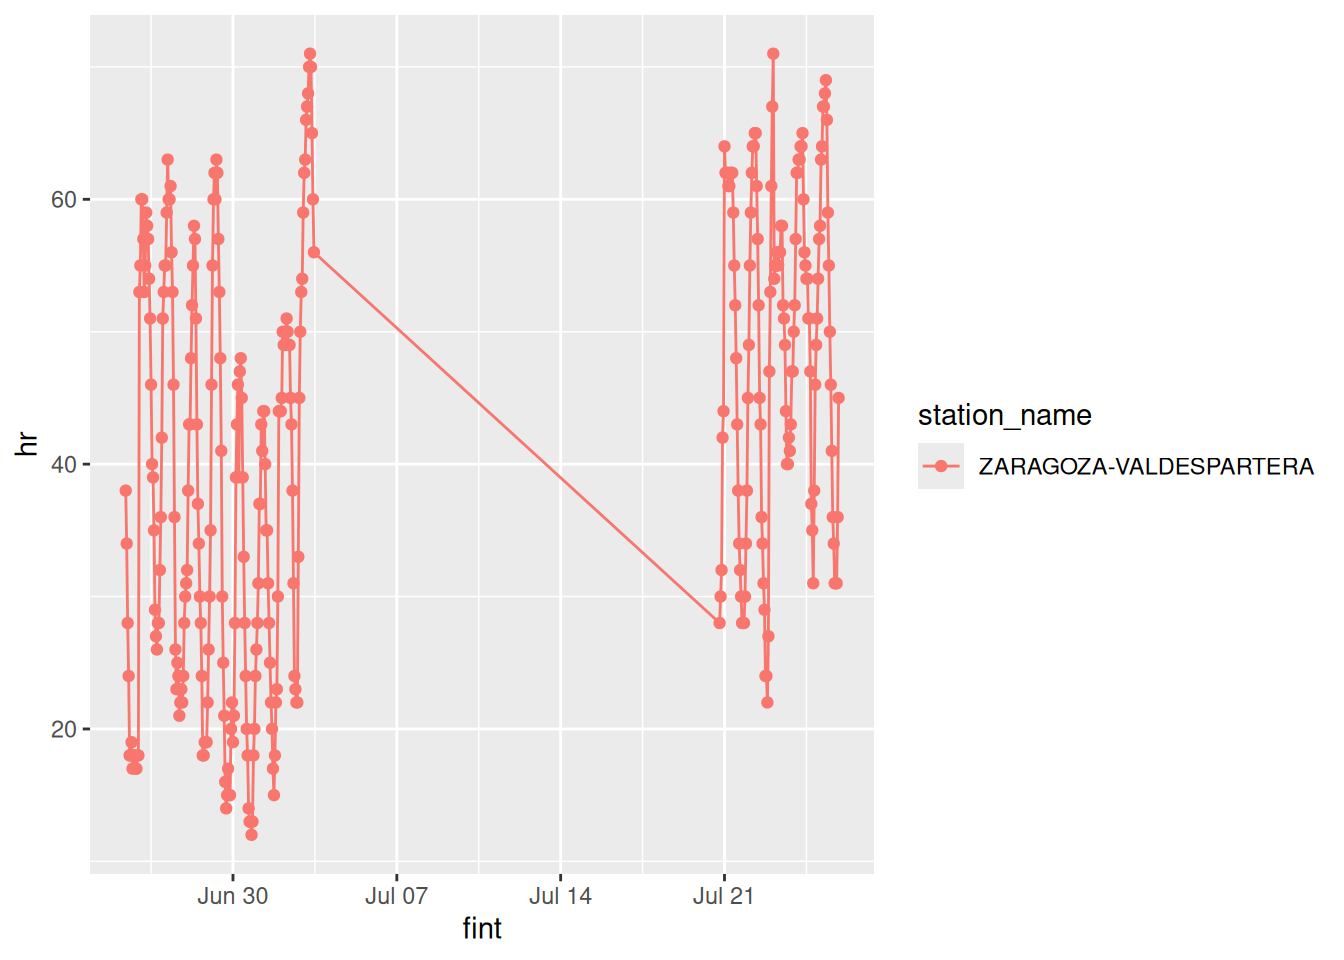 60
40
20
hr
Jun 30
Jul 07
Jul 14
Jul 21
fint
station_name
ZARAGOZA-VALDESPARTERA